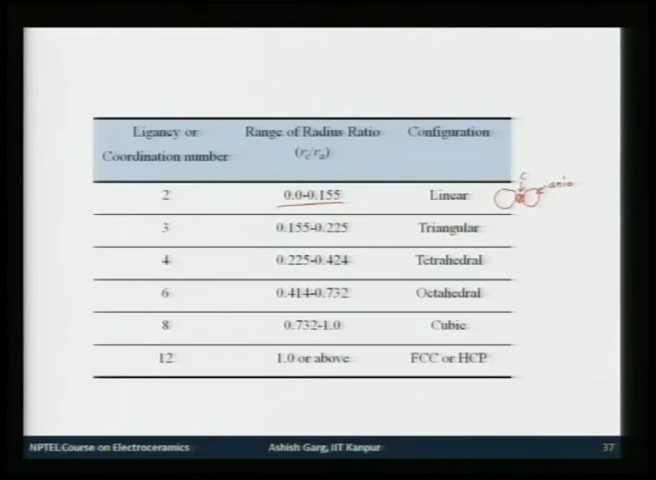 Ligancy or Coordination number
Range of Radius Ratio (rc/ra)
Configuration
2 0.0-0.155 Linear
c
anio
3 0.155-0.225 Triangular
4 0.225-0.424 Tetrahedral
6 0.414-0.732 Octahedral
8 0.732-1.0 Cubic
12 1.0 or above FCC or HCP
NPTEL Course on Electroceramics Ashish Garg, IIT Kanpur 37